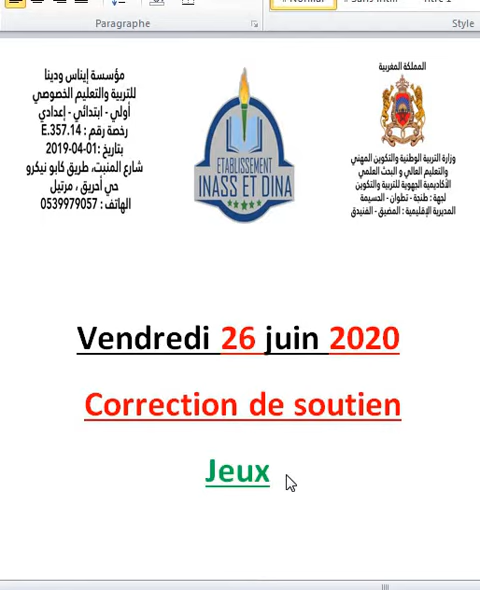 Paragraphe
Style
مؤسسة إيناس ودينا
للتربية والتعليم الخصوصي
أولي - ابتدائي - إعدادي
رخصة رقم : E.357.14
بتاريخ :01-04-2019
شارع المنبت، طريق كابو نيكرو
حي أحريق ، مرتيل
الهاتف : 0539979057
ETABLISSEMENT
INASS ET DINA
المملكة المغربية
وزارة التربية الوطنية والتكوين المهني
والتعليم العالي و البحث العلمي
الأكاديمية الجهوية للتربية والتكوين
لجهة : طنجة - تطوان - الحسيمة
المديرية الإقليمية : المضيق - الفنيدق
Vendredi 26 juin 2020
Correction de soutien
Jeux